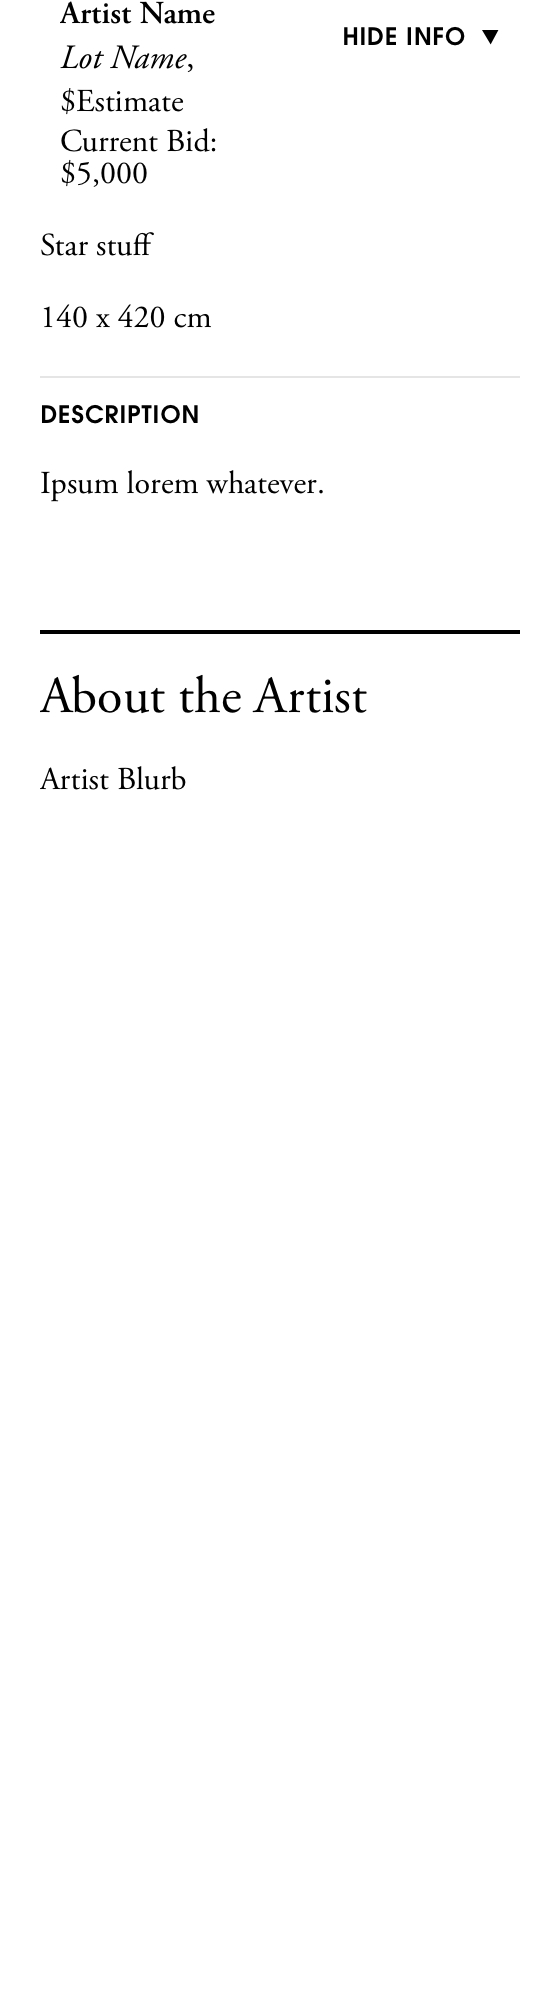 Artist Name
HIDE INFO ▼
Lot Name,
$Estimate
Current Bid:
$5,000
Star stuff
140 x 420 cm
DESCRIPTION
Ipsum lorem whatever.
About the Artist
Artist Blurb